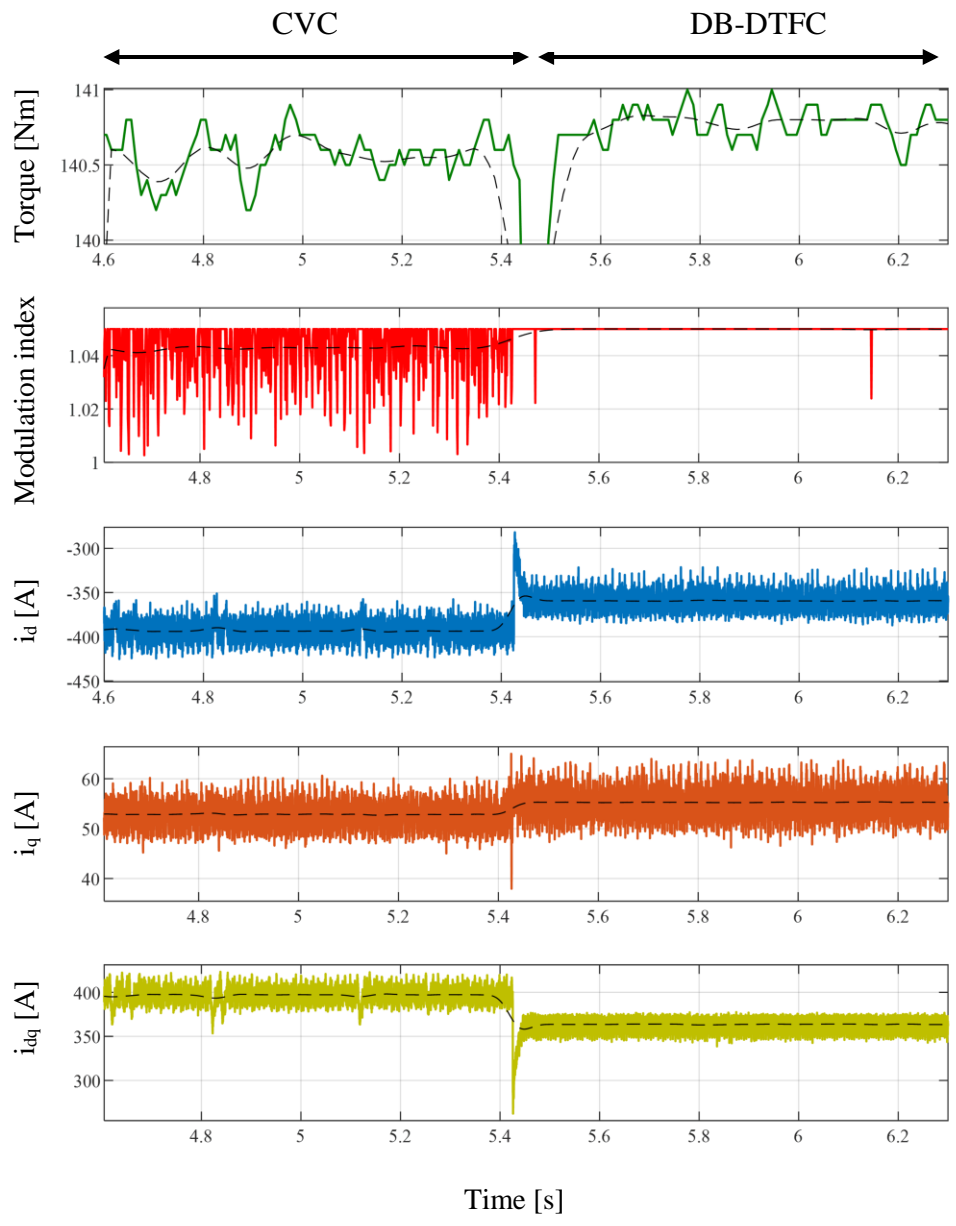 CVC DB-DTFC
Torque [Nm]
141
140.5
140
4.6 4.8 5 5.2 5.4 5.6 5.8 6 6.2
Modulation index
1.04
1.02
1
4.8 5 5.2 5.4 5.6 5.8 6 6.2
id [A]
-300
-350
-400
-450
4.6 4.8 5 5.2 5.4 5.6 5.8 6 6.2
iq [A]
60
50
40
4.8 5 5.2 5.4 5.6 5.8 6 6.2
idq [A]
400
350
300
4.8 5 5.2 5.4 5.6 5.8 6 6.2
Time [s]